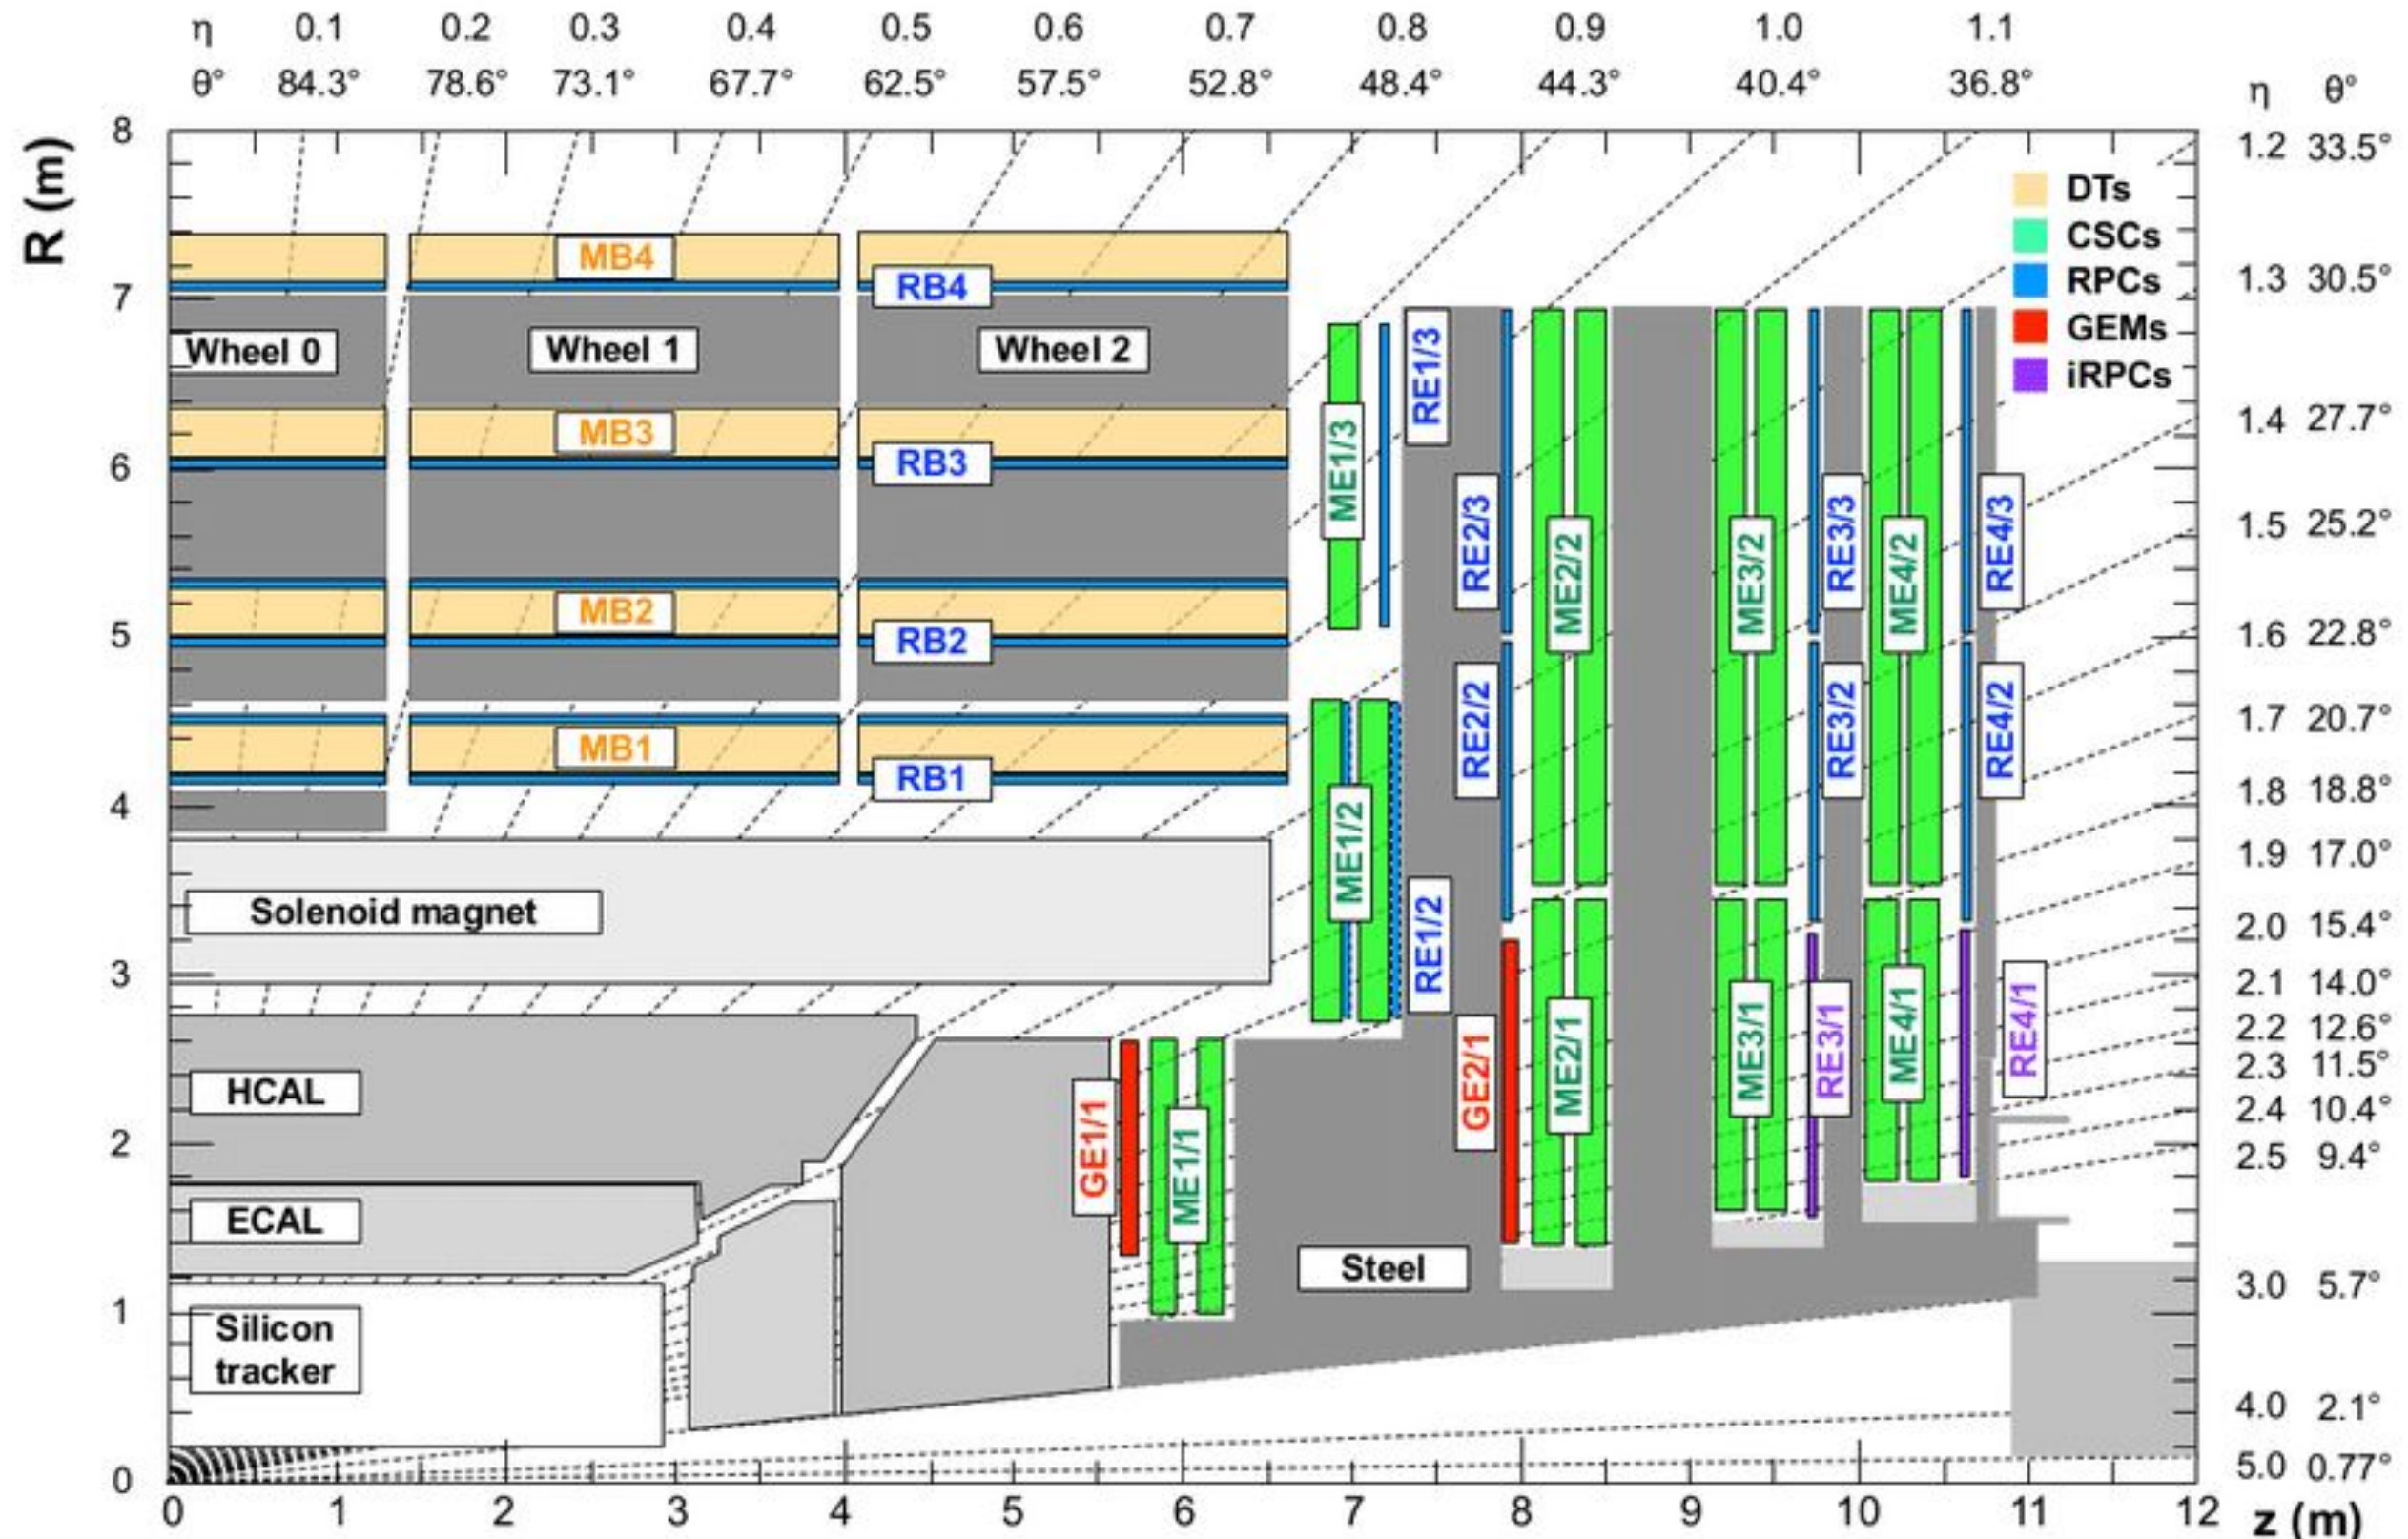 η 0.1 0.2 0.3 0.4 0.5 0.6 0.7 0.8 0.9 1.0 1.1
θ° 84.3° 78.6° 73.1° 67.7° 62.5° 57.5° 52.8° 48.4° 44.3° 40.4° 36.8° η θ°
R (m)
8
7
6
5
4
3
2
1
0
1.2 33.5°
1.3 30.5°
1.4 27.7°
1.5 25.2°
1.6 22.8°
1.7 20.7°
1.8 18.8°
1.9 17.0°
2.0 15.4°
2.1 14.0°
2.2 12.6°
2.3 11.5°
2.4 10.4°
2.5 9.4°
3.0 5.7°
4.0 2.1°
5.0 0.77°
DTs
CSCs
RPCs
GEMs
iRPCs
MB4
RB4
Wheel 0
Wheel 1
Wheel 2
MB3
RB3
MB2
RB2
MB1
RB1
Solenoid magnet
HCAL
ECAL
Silicon
tracker
Steel
ME1/3
RE1/3
RE2/3
ME2/2
ME3/2
RE3/3
ME4/2
RE4/3
RE2/2
RE3/2
RE4/2
ME1/2
RE1/2
GE1/1
ME1/1
GE2/1
ME2/1
ME3/1
RE3/1
ME4/1
RE4/1
0 1 2 3 4 5 6 7 8 9 10 11 12 z (m)